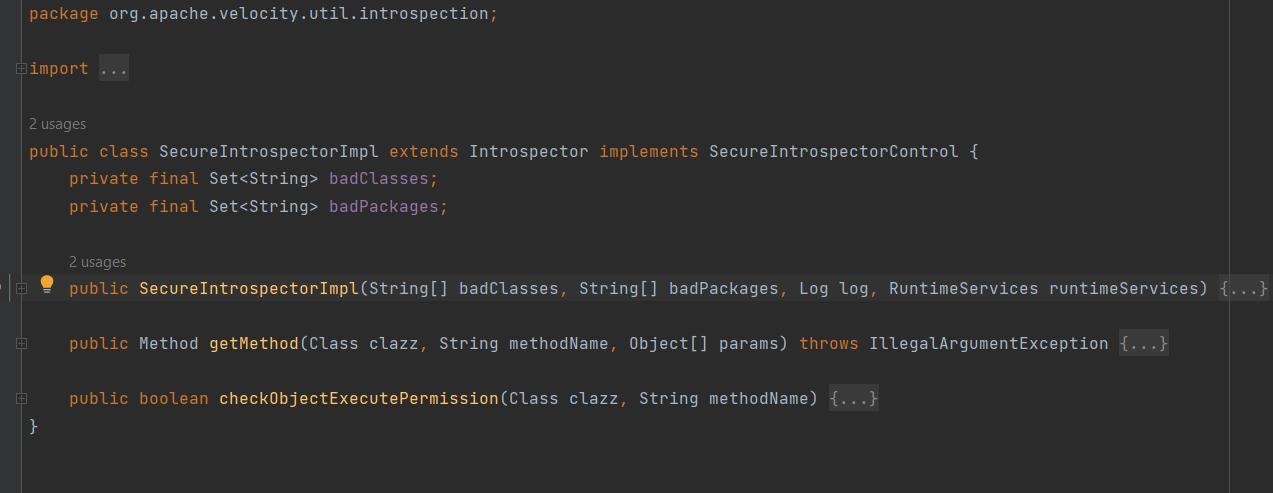 package org.apache.velocity.util.introspection;
import ...
2 usages
public class SecureIntrospectorImpl extends Introspector implements SecureIntrospectorControl {
private final Set<String> badClasses;
private final Set<String> badPackages;
2 usages
public SecureIntrospectorImpl(String[] badClasses, String[] badPackages, Log log, RuntimeServices runtimeServices) {...}
public Method getMethod(Class clazz, String methodName, Object[] params) throws IllegalArgumentException {...}
public boolean checkObjectExecutePermission(Class clazz, String methodName) {...}
}